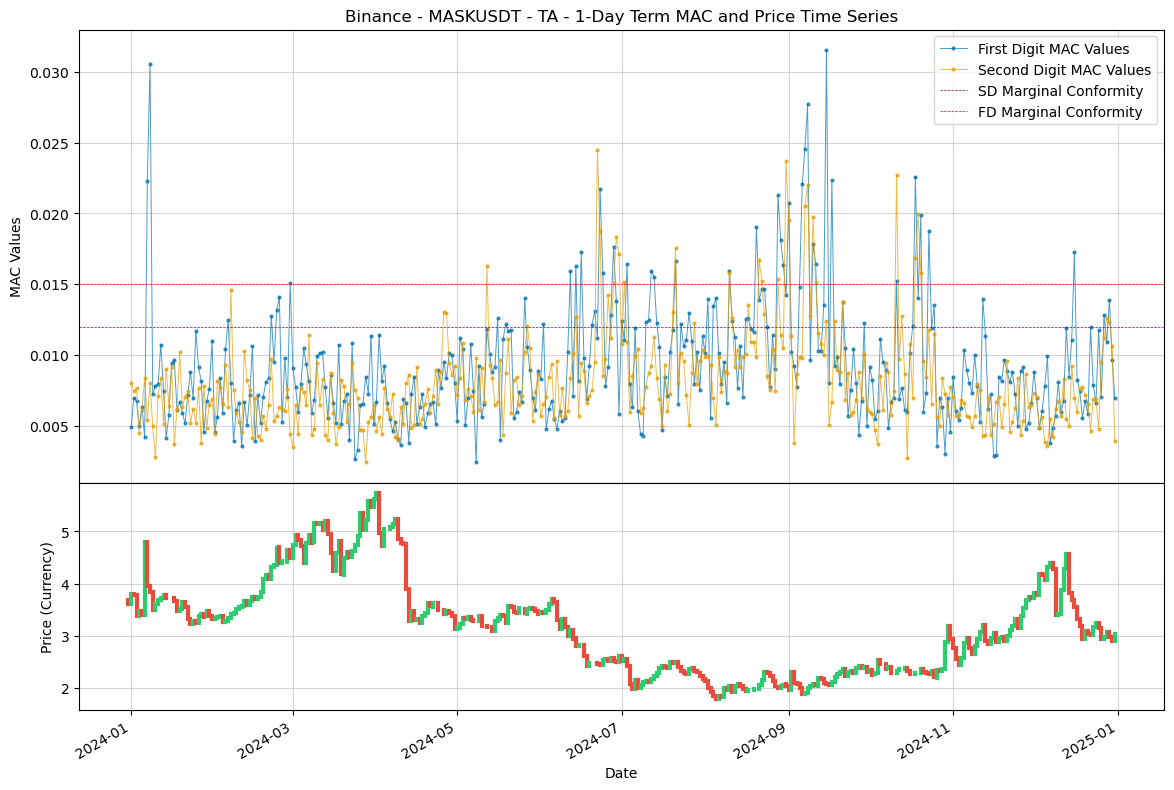 Binance - MASKUSDT - TA - 1-Day Term MAC and Price Time Series
First Digit MAC Values
Second Digit MAC Values
SD Marginal Conformity
FD Marginal Conformity
MAC Values
0.030
0.025
0.020
0.015
0.010
0.005
Price (Currency)
5
4
3
2
2024-01
2024-03
2024-05
2024-07
2024-09
2024-11
2025-01
Date